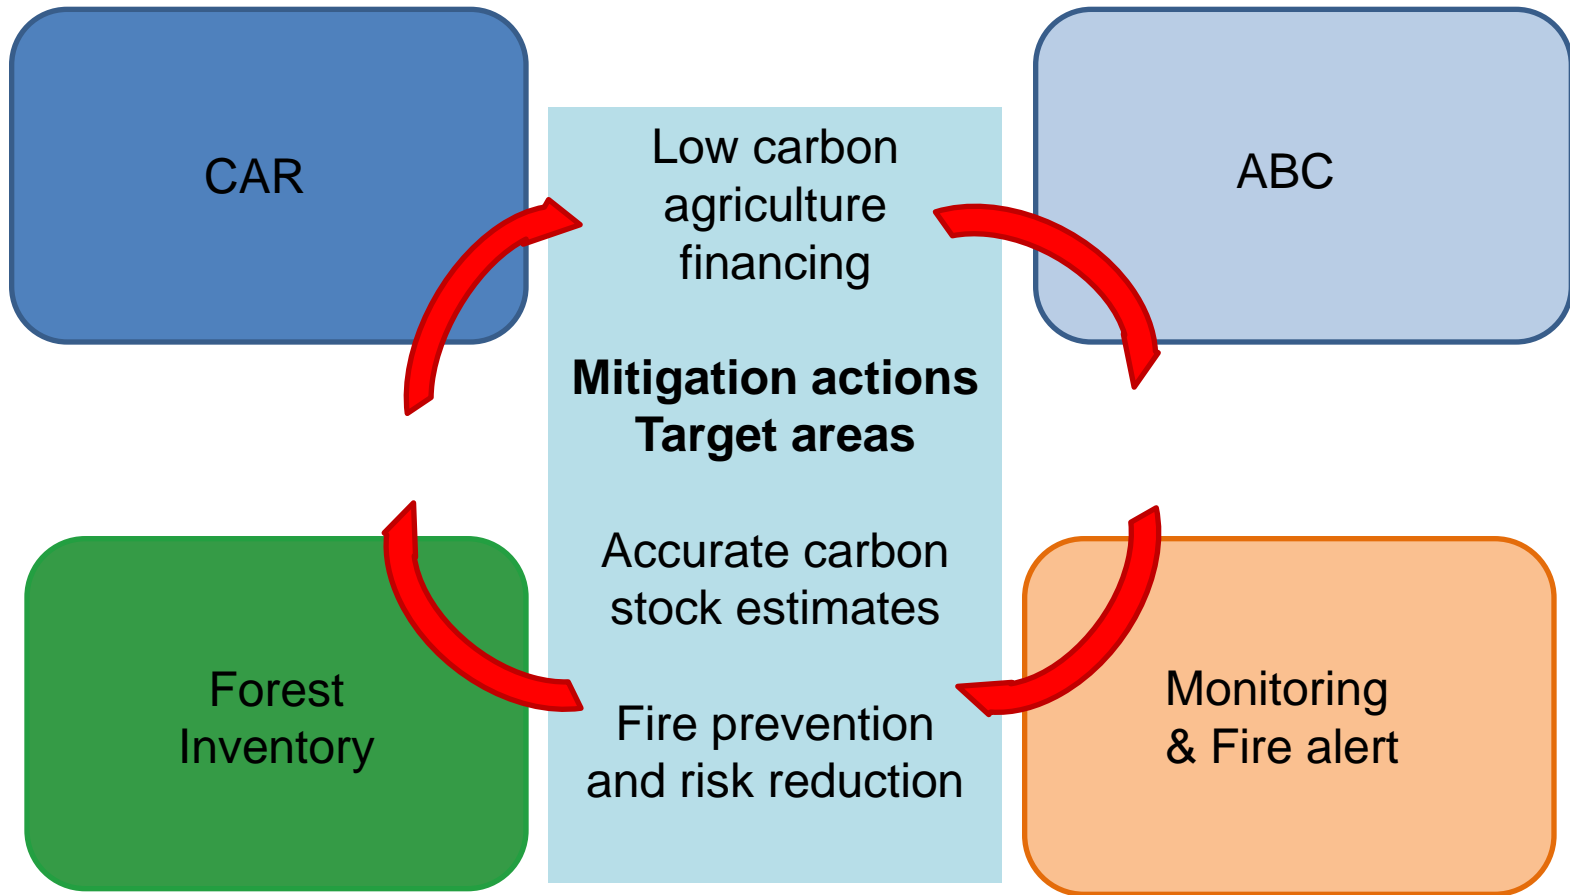 CAR
Low carbon
agriculture
financing
Mitigation actions
Target areas
Accurate carbon
stock estimates
Fire prevention
and risk reduction
ABC
Forest
Inventory
Monitoring
& Fire alert